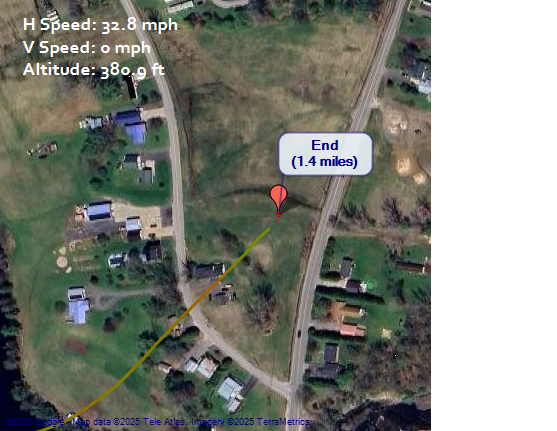 H Speed: 32.8 mph
V Speed: 0 mph
Altitude: 380.9 ft
End
(1.4 miles)
©2025 Google - Map data ©2025 Tele Atlas, Imagery ©2025 TerraMetrics